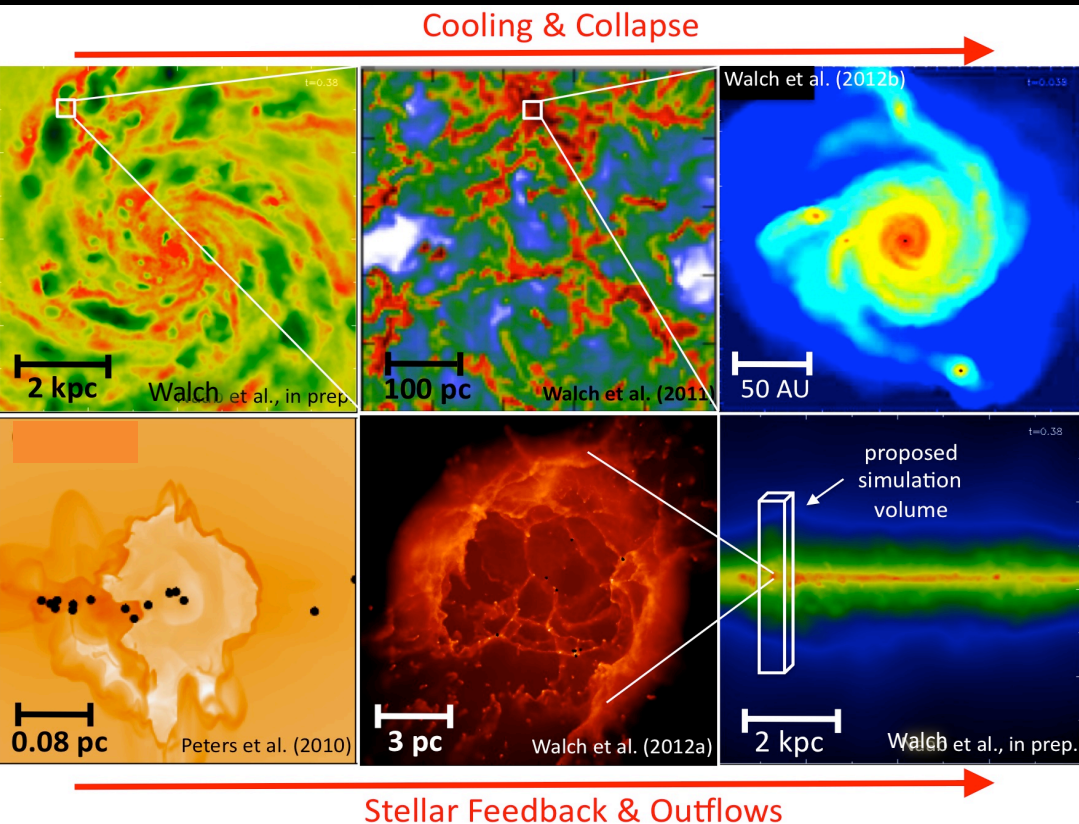 Cooling & Collapse
t=0.38
2 kpc
Walch et al., in prep
100 pc
Walch et al. (2011)
Walch et al. (2012b)
t=0.038
50 AU
0.08 pc
Peters et al. (2010)
3 pc
Walch et al. (2012a)
t=0.38
proposed
simulation
volume
2 kpc
Walch et al., in prep.
Stellar Feedback & Outflows